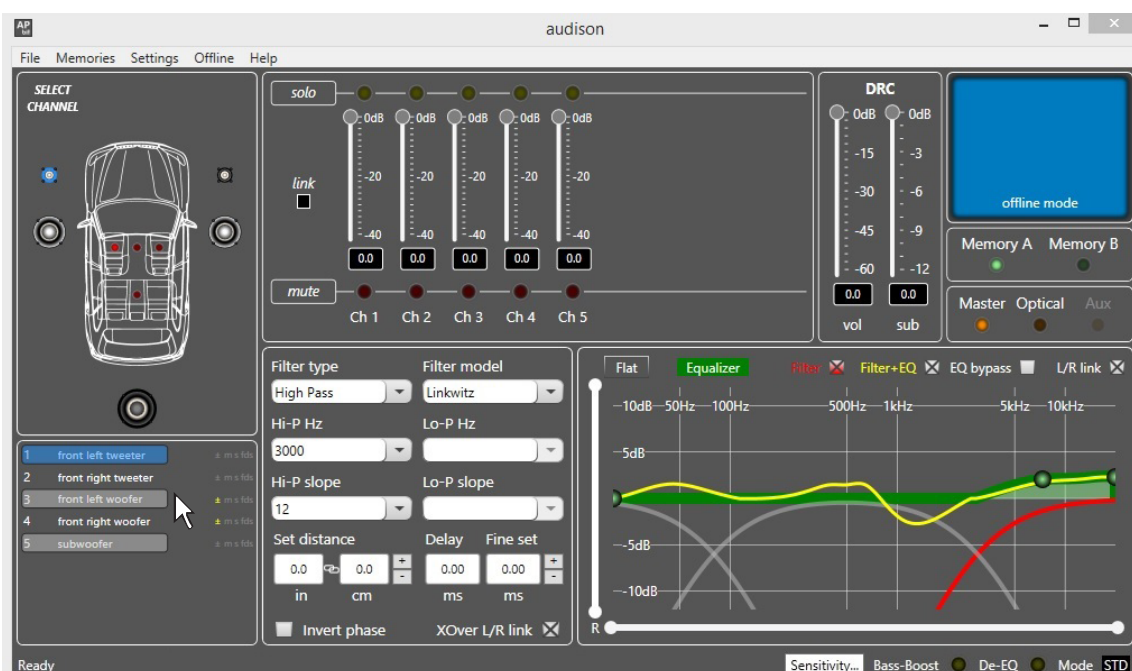 AP
bit
audison
File Memories Settings Offline Help
SELECT
CHANNEL
solo
0dB 0dB 0dB 0dB 0dB
link
-20 -20 -20 -20 -20
-40 -40 -40 -40 -40
0.0 0.0 0.0 0.0 0.0
mute
Ch 1 Ch 2 Ch 3 Ch 4 Ch 5
DRC
0dB 0dB
-15 -3
-30 -6
-45 -9
-60 -12
0.0 0.0
vol sub
offline mode
Memory A Memory B
Master Optical Aux
1 front left tweeter ± m s fds
2 front right tweeter ± m s fds
3 front left woofer ± m s fds
4 front right woofer ± m s fds
5 subwoofer ± m s fds
Filter type Filter model
High Pass Linkwitz
Hi-P Hz Lo-P Hz
3000
Hi-P slope Lo-P slope
12
Set distance Delay Fine set
0.0 0.0 + - 0.00 0.00 + -
in cm ms ms
Invert phase XOver L/R link
Flat Equalizer Filter Filter+EQ EQ bypass L/R link
10dB 50Hz 100Hz 500Hz 1kHz 5kHz 10kHz
5dB
-5dB
-10dB
R
Ready Sensitivity... Bass-Boost De-EQ Mode STD